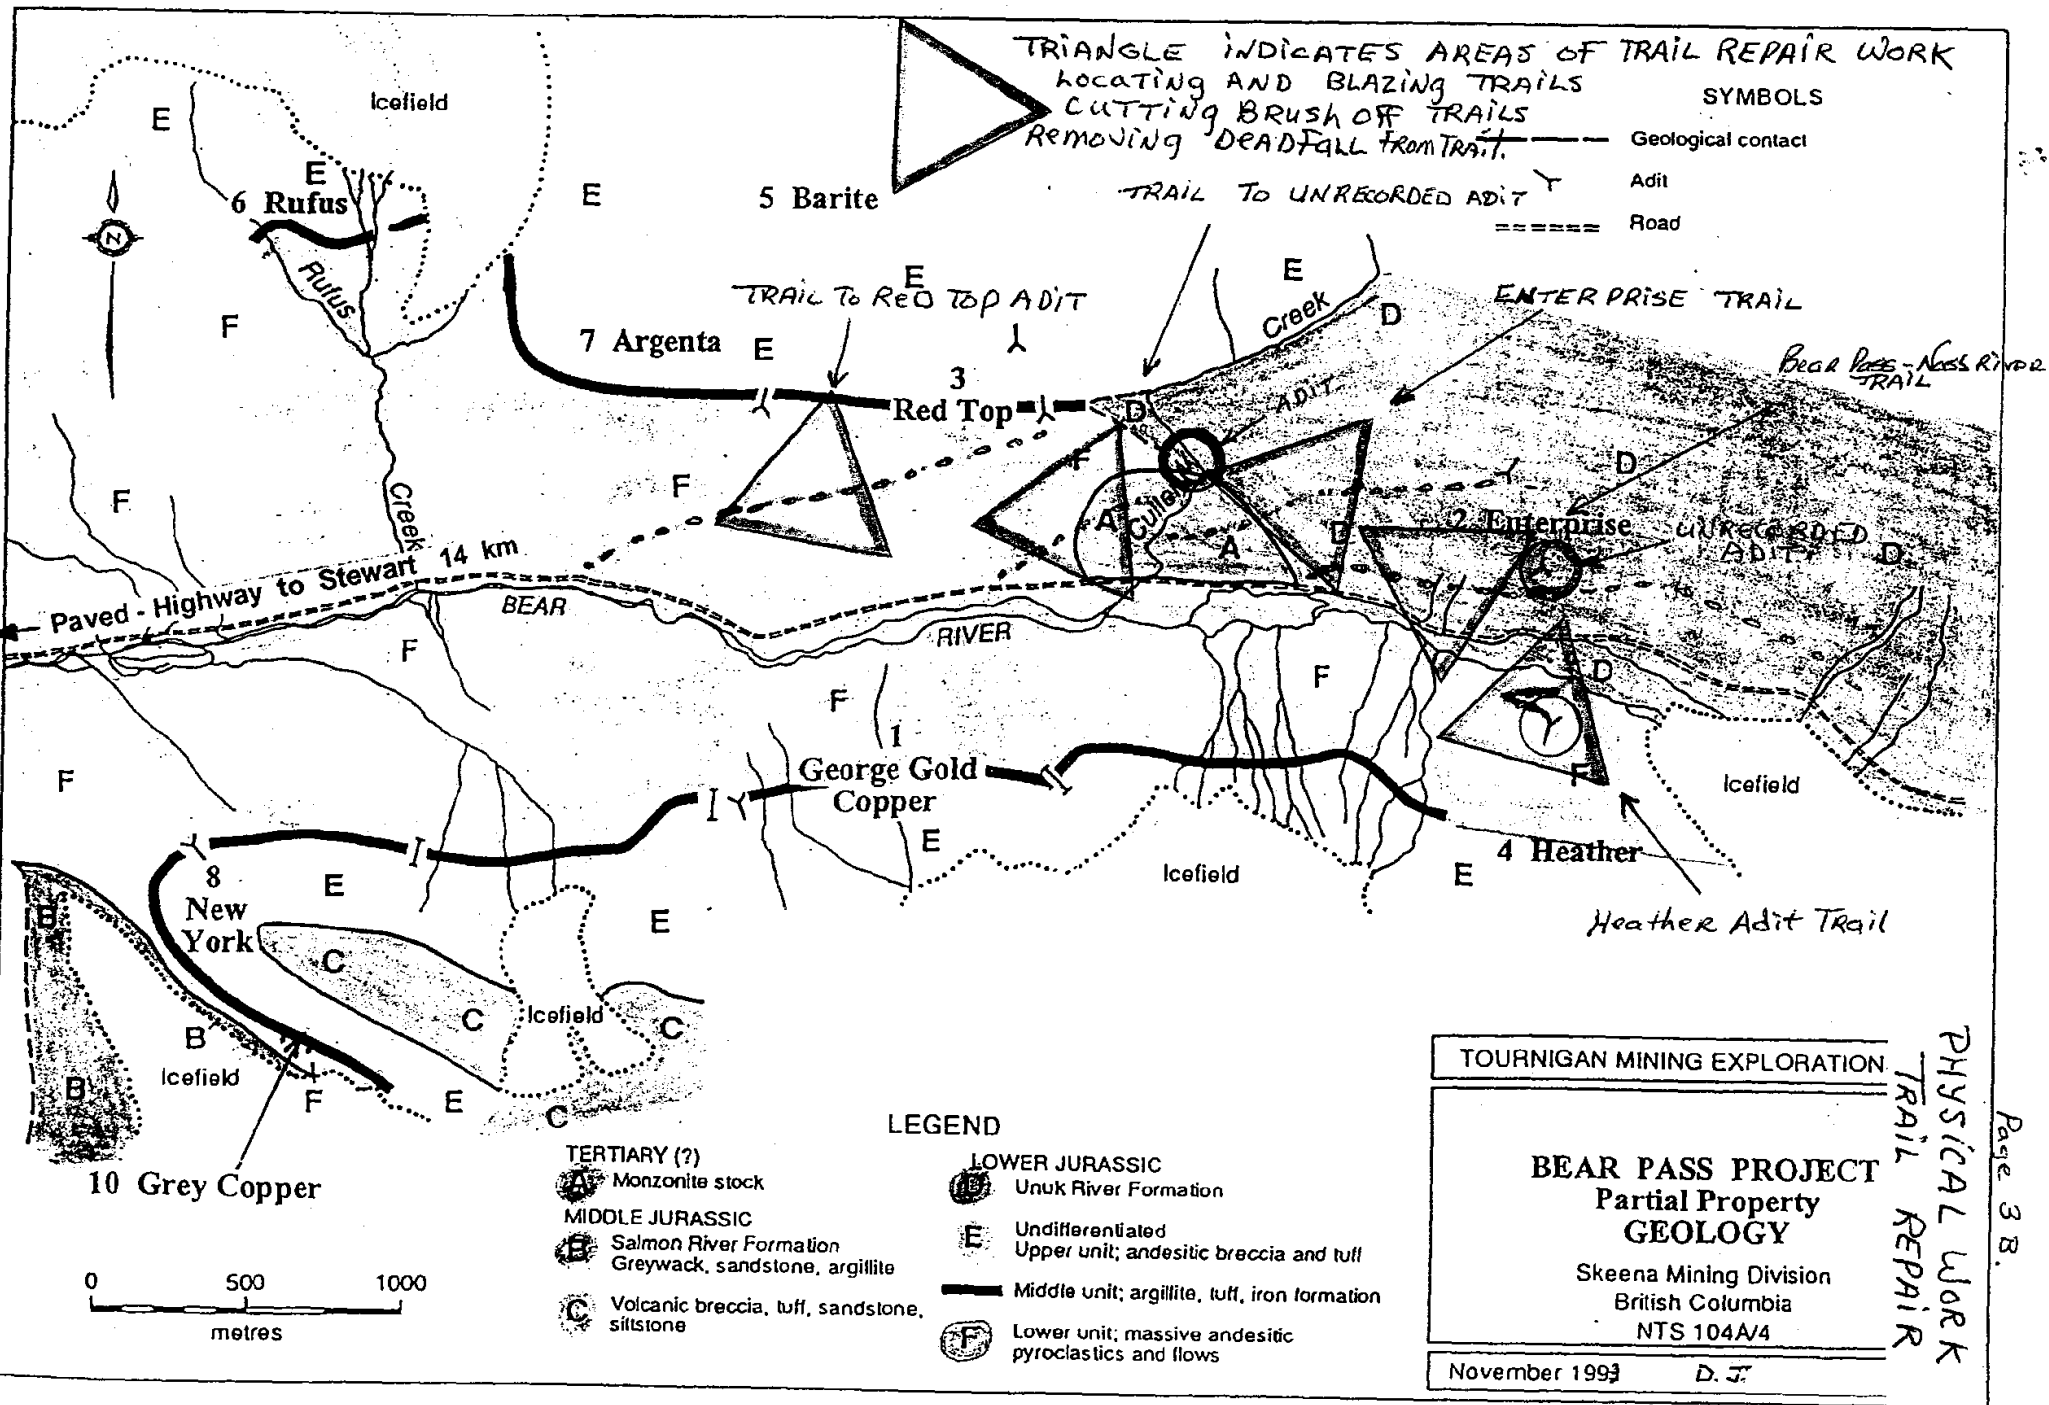 TRIANGLE INDICATES AREAS OF TRAIL REPAIR WORK
LOCATING AND BLAZING TRAILS
CUTTING BRUSH OFF TRAILS
REMOVING DEADFALL FROM TRAIL.
SYMBOLS
Geological contact
Adit
Road
TRAIL TO UNRECORDED ADIT
Icefield
E
E
6 Rufus
E
5 Barite
N
Rufus
F
E
E
TRAIL TO RED TOP ADIT
Creek
D
ENTERPRISE TRAIL
BEAR PASS - NASS RIVER
TRAIL
7 Argenta
E
3
Red Top
D
ADIT
F
F
F
D
Creek
A
Cullen
A
D
2 Enterprise
UNRECORDED
ADIT
D
Paved - Highway to Stewart 14 km
BEAR
RIVER
F
F
F
D
F
1
George Gold
Copper
F
F
Icefield
E
Icefield
4 Heather
E
Heather Adit Trail
8
New
York
E
E
B
C
C
Icefield
C
B
Icefield
B
F
E
C
10 Grey Copper
0 500 1000
metres
LEGEND
TERTIARY (?)
A Monzonite stock
MIDDLE JURASSIC
B Salmon River Formation
Greywack, sandstone, argillite
C Volcanic breccia, tuff, sandstone,
siltstone
LOWER JURASSIC
D Unuk River Formation
E Undifferentiated
Upper unit; andesitic breccia and tuff
Middle unit; argillite, tuff, iron formation
F Lower unit; massive andesitic
pyroclastics and flows
TOURNIGAN MINING EXPLORATION
BEAR PASS PROJECT
Partial Property
GEOLOGY
Skeena Mining Division
British Columbia
NTS 104A/4
November 1993 D.J.
PHYSICAL WORK
TRAIL REPAIR
Page 3B.